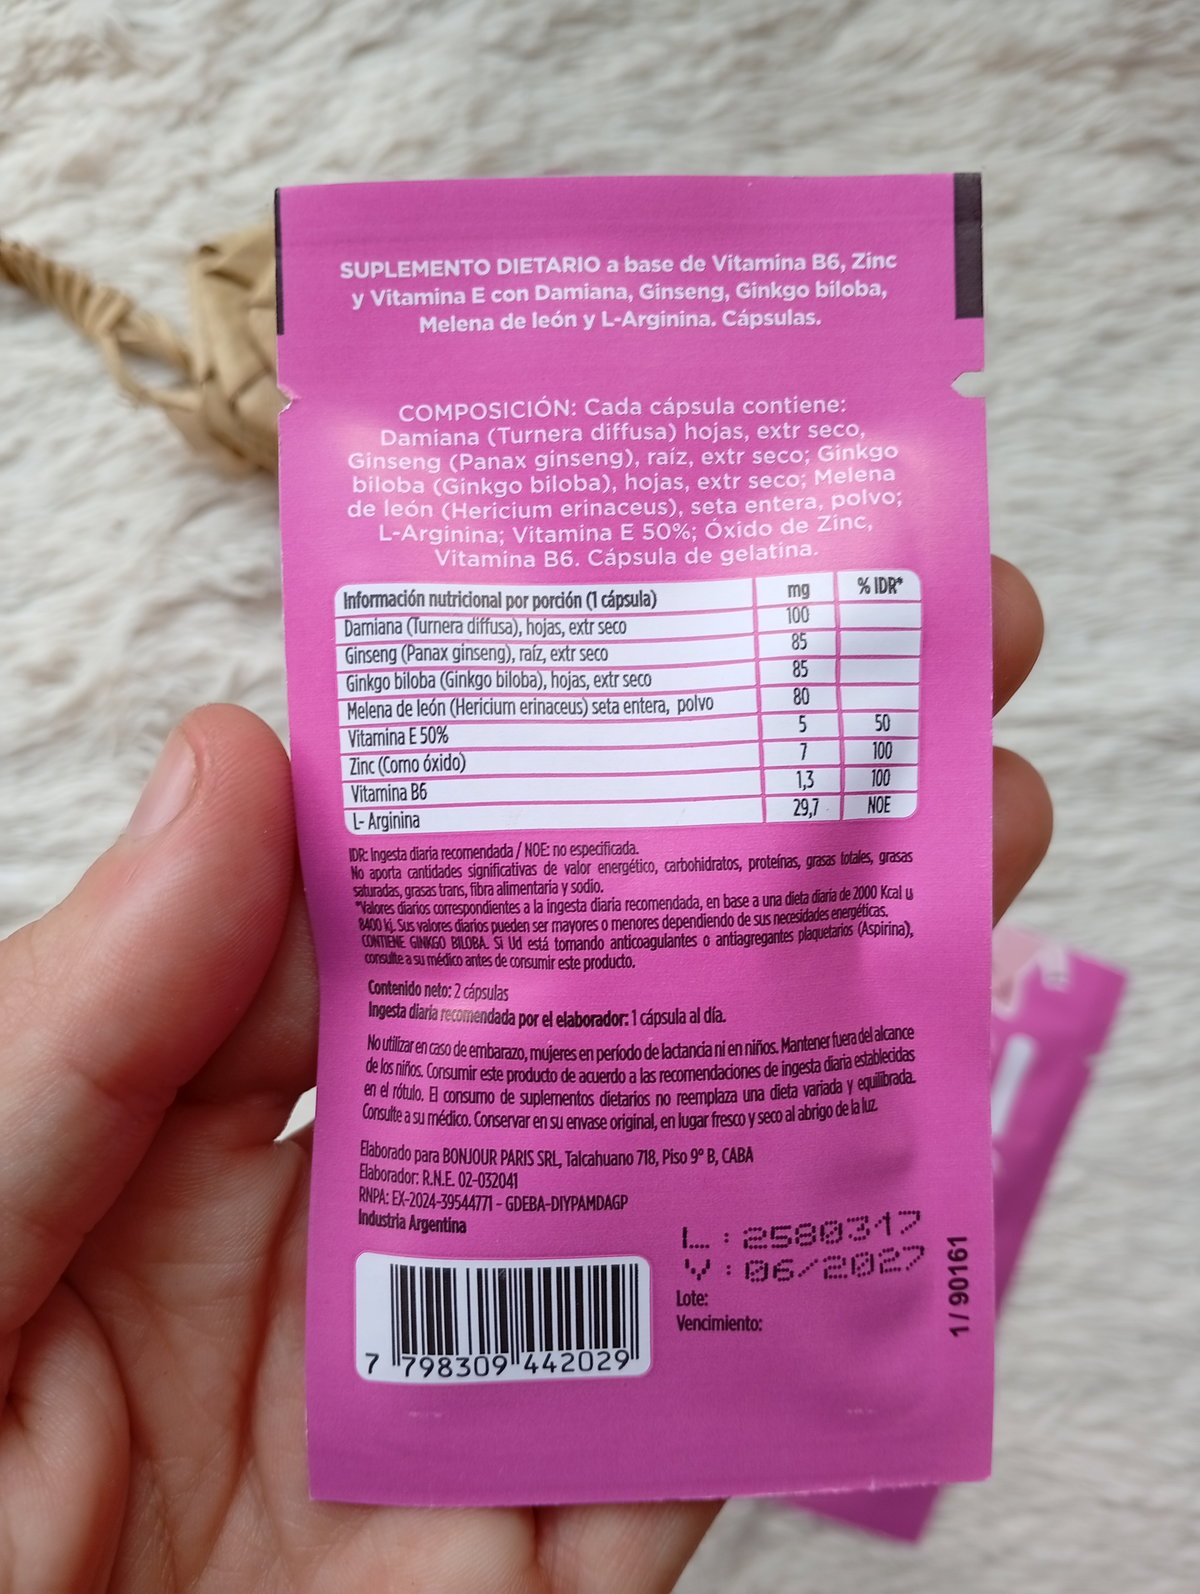 SUPLEMENTO DIETARIO a base de Vitamina B6, Zinc
y Vitamina E con Damiana, Ginseng, Ginkgo biloba,
Melena de león y L-Arginina. Cápsulas.
COMPOSICIÓN: Cada cápsula contiene:
Damiana (Turnera diffusa) hojas, extr seco,
Ginseng (Panax ginseng), raíz, extr seco; Ginkgo
biloba (Ginkgo biloba), hojas, extr seco; Melena
de león (Hericium erinaceus), seta entera, polvo;
L-Arginina; Vitamina E 50%; Óxido de Zinc,
Vitamina B6. Cápsula de gelatina.
Información nutricional por porción (1 cápsula) mg % IDR*
Damiana (Turnera diffusa), hojas, extr seco 100
Ginseng (Panax ginseng), raíz, extr seco 85
Ginkgo biloba (Ginkgo biloba), hojas, extr seco 85
Melena de león (Hericium erinaceus) seta entera, polvo 80
Vitamina E 50% 5 50
Zinc (Como óxido) 7 100
Vitamina B6 1,3 100
L- Arginina 29,7 NOE
IDR: Ingesta diaria recomendada / NOE: no especificada.
No aporta cantidades significativas de valor energético, carbohidratos, proteínas, grasas totales, grasas
saturadas, grasas trans, fibra alimentaria y sodio.
*Valores diarios correspondientes a la ingesta diaria recomendada, en base a una dieta diaria de 2000 Kcal u
8400 kj. Sus valores diarios pueden ser mayores o menores dependiendo de sus necesidades energéticas.
CONTIENE GINKGO BILOBA. Si Ud está tomando anticoagulantes o antiagregantes plaquetarios (Aspirina),
consulte a su médico antes de consumir este producto.
Contenido neto: 2 cápsulas
Ingesta diaria recomendada por el elaborador: 1 cápsula al día.
No utilizar en caso de embarazo, mujeres en período de lactancia ni en niños. Mantener fuera del alcance
de los niños. Consumir este producto de acuerdo a las recomendaciones de ingesta diaria establecidas
en el rótulo. El consumo de suplementos dietarios no reemplaza una dieta variada y equilibrada.
Consulte a su médico. Conservar en su envase original, en lugar fresco y seco al abrigo de la luz.
Elaborado para BONJOUR PARIS SRL, Talcahuano 718, Piso 9º B, CABA
Elaborador: R.N.E. 02-032041
RNPA: EX-2024-39544771 - GDEBA-DIYPAMDAGP
Industria Argentina
L: 2580317
V: 06/2027
Lote:
Vencimiento:
1/ 90161
7 798309 442029